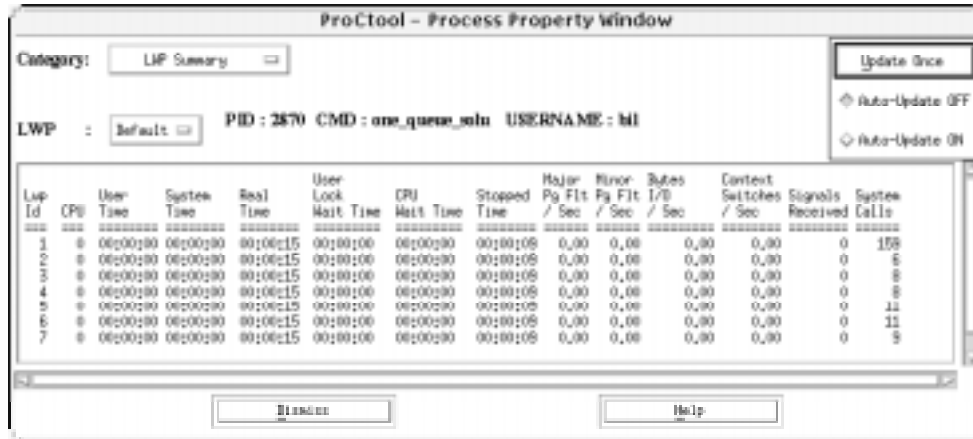 ProCtool – Process Property Window
Category: LWP Summary
Update Once
Auto-Update OFF
Auto-Update ON
LWP : Default PID : 2870 CMD : one_queue_solu USERNAME : bil
User Major Minor Bytes Context
Lwp User System Real Lock CPU Stopped Pg Flt Pg Flt I/O Switches Signals System
Id CPU Time Time Time Wait Time Wait Time Time / Sec / Sec / Sec / Sec Received Calls
=== === ======== ======== ======== ========= ========= ======== ====== ====== ========= ======== ======== ======
1 0 00:00:00 00:00:00 00:00:15 00:00:00 00:00:00 00:00:09 0.00 0.00 0.00 0.00 0 159
2 0 00:00:00 00:00:00 00:00:15 00:00:00 00:00:00 00:00:09 0.00 0.00 0.00 0.00 0 6
3 0 00:00:00 00:00:00 00:00:15 00:00:00 00:00:00 00:00:09 0.00 0.00 0.00 0.00 0 8
4 0 00:00:00 00:00:00 00:00:15 00:00:00 00:00:00 00:00:09 0.00 0.00 0.00 0.00 0 8
5 0 00:00:00 00:00:00 00:00:15 00:00:00 00:00:00 00:00:09 0.00 0.00 0.00 0.00 0 11
6 0 00:00:00 00:00:00 00:00:15 00:00:00 00:00:00 00:00:09 0.00 0.00 0.00 0.00 0 11
7 0 00:00:00 00:00:00 00:00:15 00:00:00 00:00:00 00:00:09 0.00 0.00 0.00 0.00 0 9
Dismiss Help